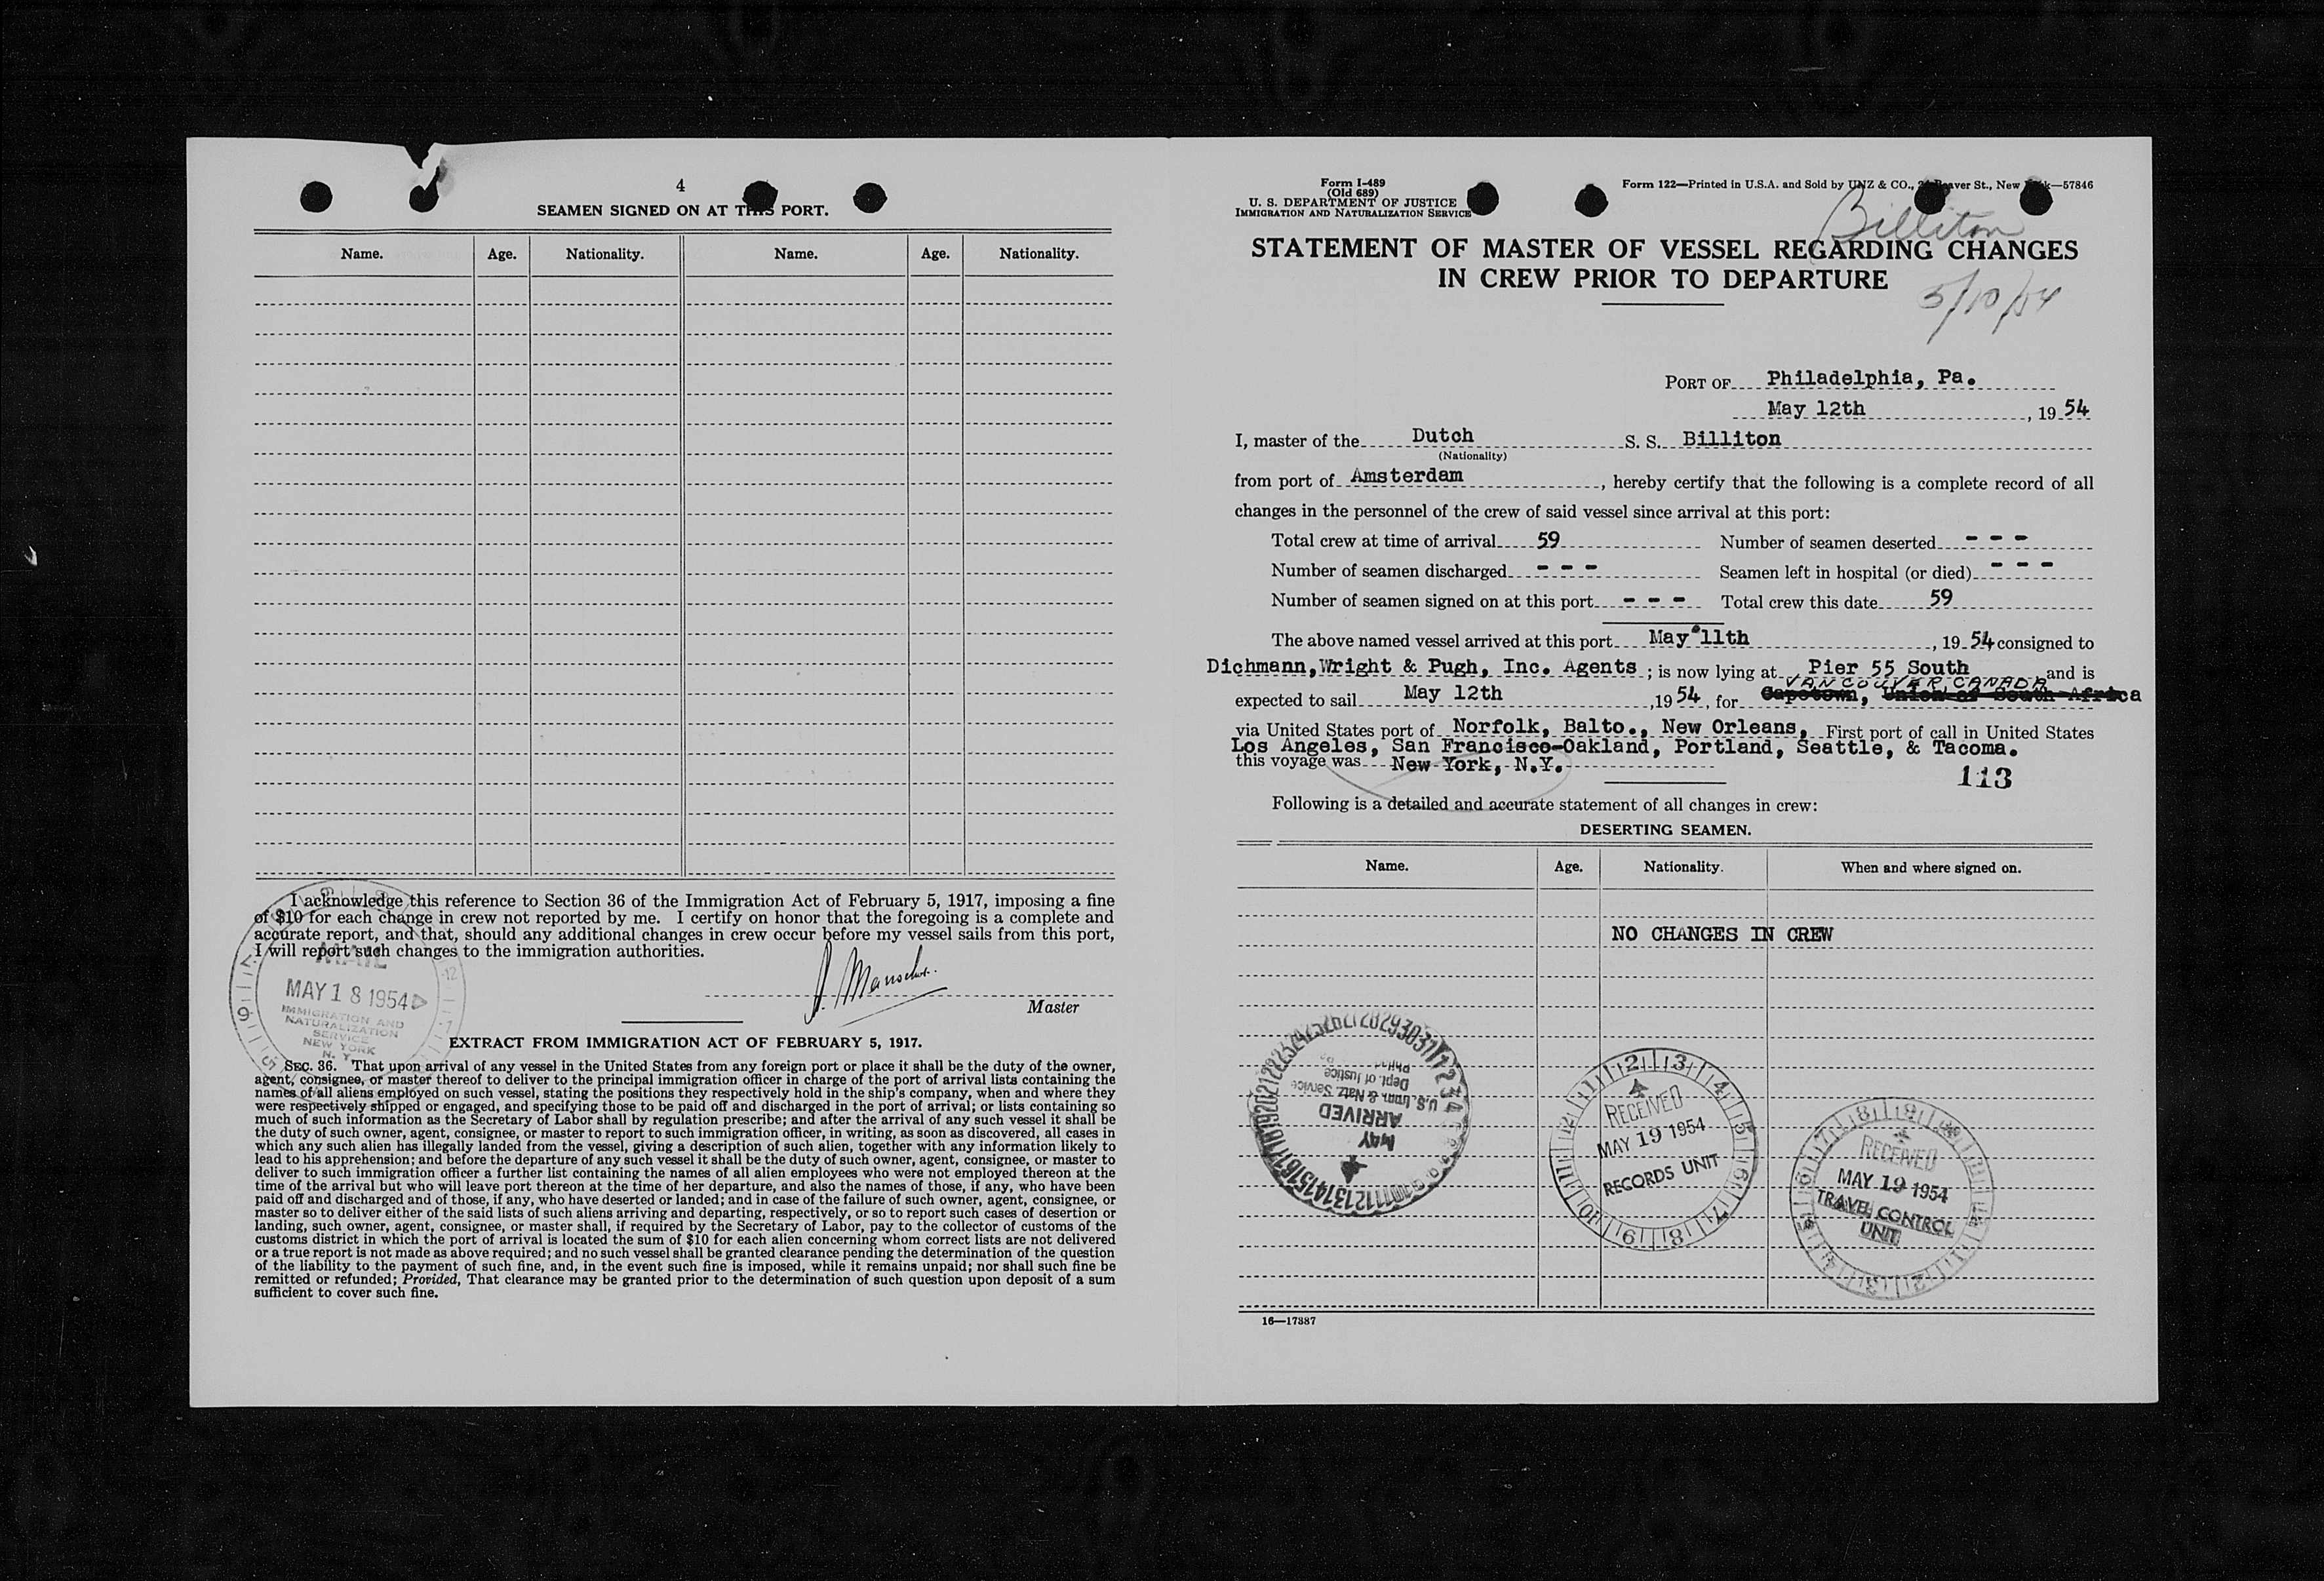 4
SEAMEN SIGNED ON AT THIS PORT.
Name. Age. Nationality. Name. Age. Nationality.
I acknowledge this reference to Section 36 of the Immigration Act of February 5, 1917, imposing a fine
of $10 for each change in crew not reported by me. I certify on honor that the foregoing is a complete and
accurate report, and that, should any additional changes in crew occur before my vessel sails from this port,
I will report such changes to the immigration authorities.
Master
MAIL
MAY 18 1954
IMMIGRATION AND
NATURALIZATION
SERVICE
NEW YORK
N. Y.
EXTRACT FROM IMMIGRATION ACT OF FEBRUARY 5, 1917.
SEC. 36. That upon arrival of any vessel in the United States from any foreign port or place it shall be the duty of the owner,
agent, consignee, or master thereof to deliver to the principal immigration officer in charge of the port of arrival lists containing the
names of all aliens employed on such vessel, stating the positions they respectively hold in the ship's company, when and where they
were respectively shipped or engaged, and specifying those to be paid off and discharged in the port of arrival; or lists containing so
much of such information as the Secretary of Labor shall by regulation prescribe; and after the arrival of any such vessel it shall be
the duty of such owner, agent, consignee, or master to report to such immigration officer, in writing, as soon as discovered, all cases in
which any such alien has illegally landed from the vessel, giving a description of such alien, together with any information likely to
lead to his apprehension; and before the departure of any such vessel it shall be the duty of such owner, agent, consignee, or master to
deliver to such immigration officer a further list containing the names of all alien employees who were not employed thereon at the
time of the arrival but who will leave port thereon at the time of her departure, and also the names of those, if any, who have been
paid off and discharged and of those, if any, who have deserted or landed; and in case of the failure of such owner, agent, consignee, or
master so to deliver either of the said lists of such aliens arriving and departing, respectively, or so to report such cases of desertion or
landing, such owner, agent, consignee, or master shall, if required by the Secretary of Labor, pay to the collector of customs of the
customs district in which the port of arrival is located the sum of $10 for each alien concerning whom correct lists are not delivered
or a true report is not made as above required; and no such vessel shall be granted clearance pending the determination of the question
of the liability to the payment of such fine, and, in the event such fine is imposed, while it remains unpaid; nor shall such fine be
remitted or refunded; Provided, That clearance may be granted prior to the determination of such question upon deposit of a sum
sufficient to cover such fine.
Form I-489
(Old 689)
U. S. DEPARTMENT OF JUSTICE
IMMIGRATION AND NATURALIZATION SERVICE
Form 122—Printed in U.S.A. and Sold by UNZ & CO., Beaver St., New York—57846
Billiton
STATEMENT OF MASTER OF VESSEL REGARDING CHANGES
IN CREW PRIOR TO DEPARTURE
5/10/54
PORT OF Philadelphia, Pa.
May 12th, 1954
I, master of the Dutch S. S. Billiton
(Nationality)
from port of Amsterdam, hereby certify that the following is a complete record of all
changes in the personnel of the crew of said vessel since arrival at this port:
Total crew at time of arrival 59 Number of seamen deserted - - -
Number of seamen discharged - - - Seamen left in hospital (or died) - - -
Number of seamen signed on at this port - - - Total crew this date 59
The above named vessel arrived at this port May 11th, 1954 consigned to
Dichmann, Wright & Pugh, Inc. Agents ; is now lying at Pier 55 South and is
VANCOUVER CANADA
expected to sail May 12th, 1954, for Capetown, Union of South Africa
via United States port of Norfolk, Balto., New Orleans, First port of call in United States
Los Angeles, San Francisco-Oakland, Portland, Seattle, & Tacoma.
this voyage was New York, N.Y.
113
Following is a detailed and accurate statement of all changes in crew:
DESERTING SEAMEN.
Name. Age. Nationality. When and where signed on.
NO CHANGES IN CREW
Dept. of Justice
U.S. Imm. & Natz. Service
ARRIVED
MAY
RECEIVED
MAY 19 1954
RECORDS UNIT
RECEIVED
MAY 19 1954
TRAVEL CONTROL
UNIT
16—17387